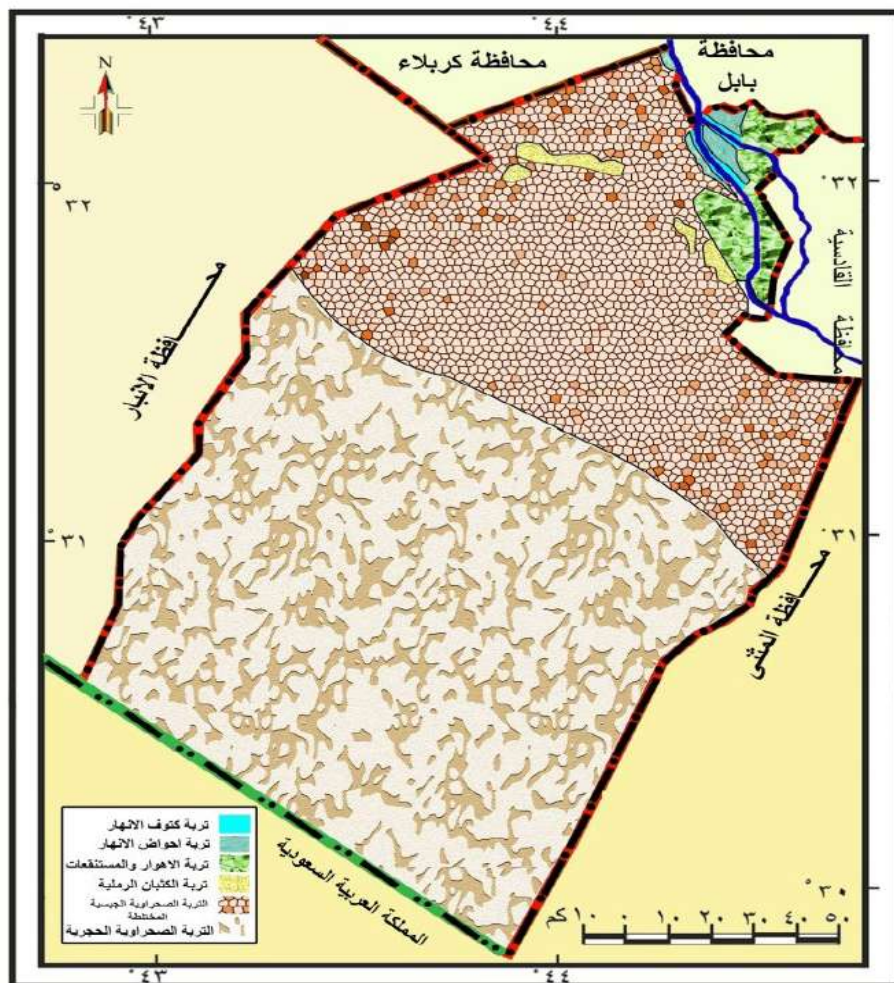 ٤٣° ٤٤°
محافظة كربلاء
محافظة
بابل
N
٣٢° ٣٢°
محافظة القادسية
محافظة الانبار
٣١° ٣١°
محافظة المثنى
المملكة العربية السعودية
٣٠°
تربة كتوف الانهار
تربة احواض الانهار
تربة الاهوار والمستنقعات
تربة الكثبان الرملية
التربة الصحراوية الجبسية
المختلطة
التربة الصحراوية الحجرية
كم ١٠ ٠ ١٠ ٢٠ ٣٠ ٤٠ ٥٠
٤٣° ٤٤°